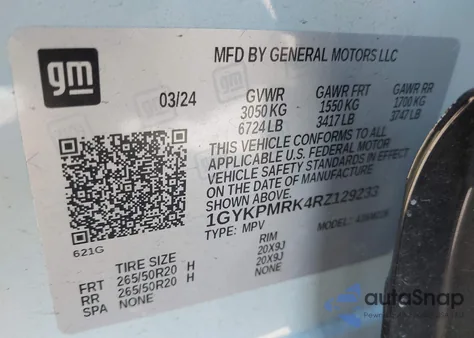 gm
MFD BY GENERAL MOTORS LLC
03/24 GVWR GAWR FRT GAWR RR
3050 KG 1550 KG 1700 KG
6724 LB 3417 LB 3747 LB
THIS VEHICLE CONFORMS TO ALL
APPLICABLE U.S. FEDERAL MOTOR
VEHICLE SAFETY STANDARDS IN EFFECT
ON THE DATE OF MANUFACTURE
1GYKPMRK4RZ129233
TYPE: MPV MODEL:
621G
TIRE SIZE RIM
FRT 265/50R20 H 20X9J
RR 265/50R20 H 20X9J
SPA NONE NONE
autoSnap